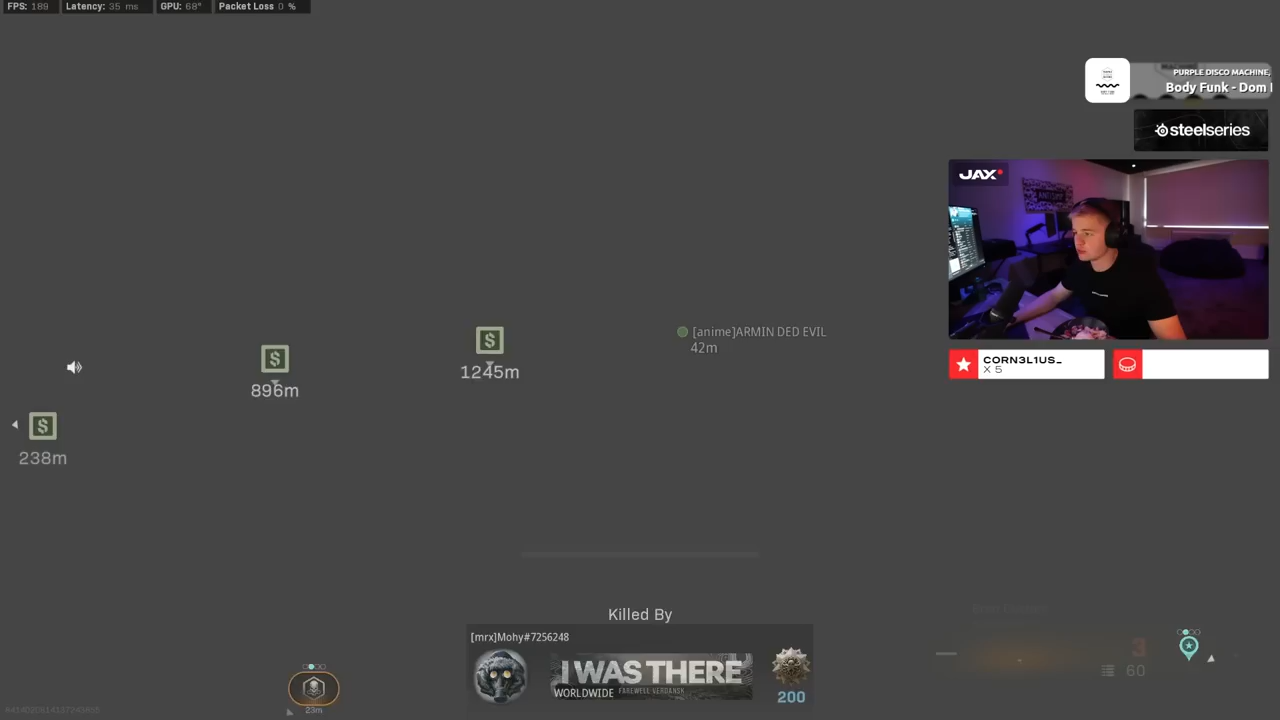 FPS: 189 Latency: 35 ms GPU: 68° Packet Loss 0 %
PURPLE DISCO MACHINE,
Body Funk - Dom
steelseries
JAX
CORN3L1US_
X 5
[anime]ARMIN DED EVIL
42m
1245m
896m
238m
Killed By
[mrx]Mohy#7256248
I WAS THERE
WORLDWIDE FAREWELL VERDANSK
200
3
60
23m